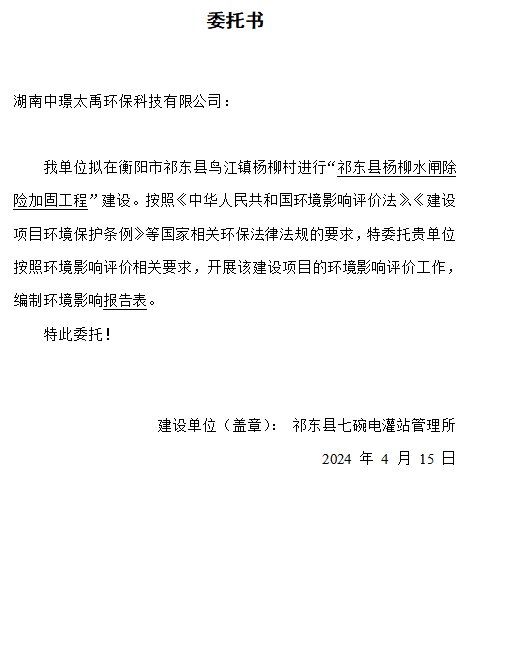 委托书
湖南中璟太禹环保科技有限公司：
我单位拟在衡阳市祁东县鸟江镇杨柳村进行“祁东县杨柳水闸除
险加固工程”建设。按照《中华人民共和国环境影响评价法》、《建设
项目环境保护条例》等国家相关环保法律法规的要求，特委托贵单位
按照环境影响评价相关要求，开展该建设项目的环境影响评价工作，
编制环境影响报告表。
特此委托！
建设单位（盖章）： 祁东县七碗电灌站管理所
2024 年 4 月 15 日